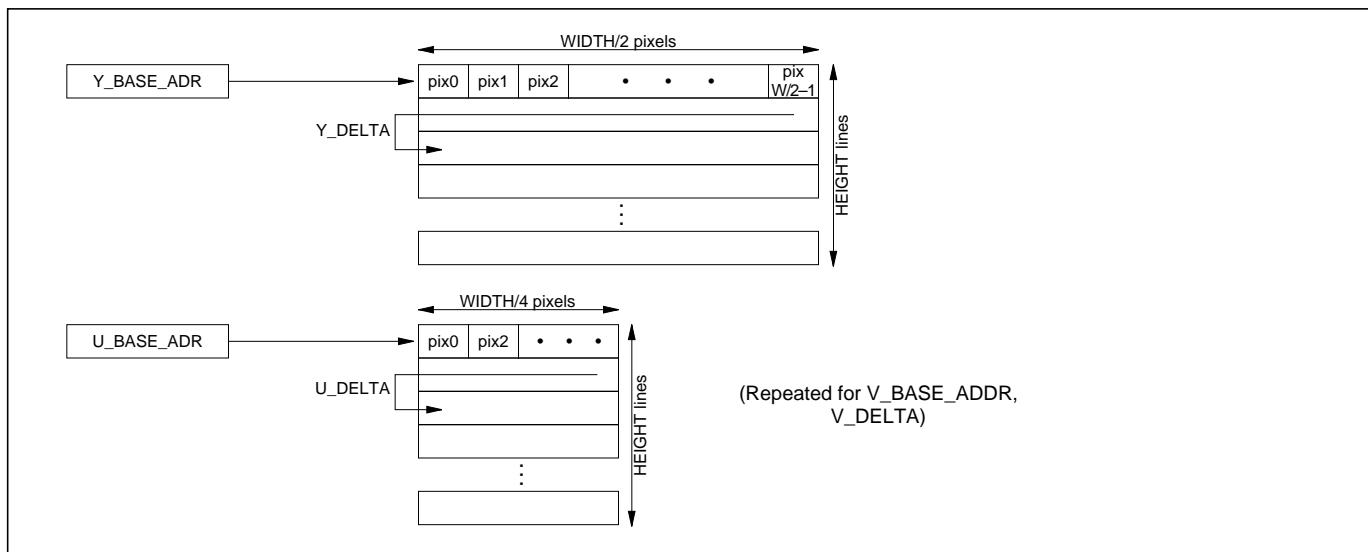 WIDTH/2 pixels
Y_BASE_ADR
pix0 pix1 pix2 • • • pix W/2–1
Y_DELTA
HEIGHT lines
WIDTH/4 pixels
U_BASE_ADR
pix0 pix2 • • •
U_DELTA
HEIGHT lines
(Repeated for V_BASE_ADDR,
V_DELTA)